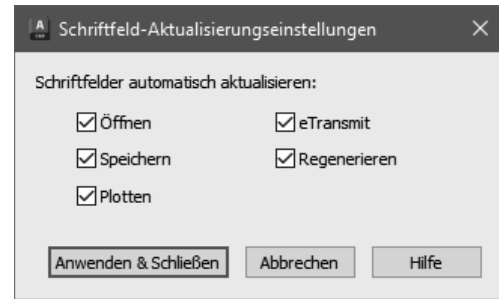 Schriftfeld-Aktualisierungseinstellungen
Schriftfelder automatisch aktualisieren:
Öffnen eTransmit
Speichern Regenerieren
Plotten
Anwenden & Schließen Abbrechen Hilfe